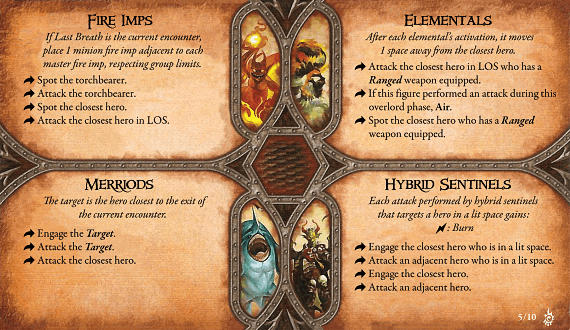 Fire Imps
If Last Breath is the current encounter,
place 1 minion fire imp adjacent to each
master fire imp, respecting group limits.
Spot the torchbearer.
Attack the torchbearer.
Spot the closest hero.
Attack the closest hero in LOS.
Elementals
After each elemental's activation, it moves
1 space away from the closest hero.
Attack the closest hero in LOS who has a
Ranged weapon equipped.
If this figure performed an attack during this
overlord phase, Air.
Spot the closest hero who has a Ranged
weapon equipped.
Merriods
The target is the hero closest to the exit of
the current encounter.
Engage the Target.
Attack the Target.
Attack the closest hero.
Hybrid Sentinels
Each attack performed by hybrid sentinels
that targets a hero in a lit space gains:
: Burn
Engage the closest hero who is in a lit space.
Attack an adjacent hero who is in a lit space.
Engage the closest hero.
Attack an adjacent hero.
5/10